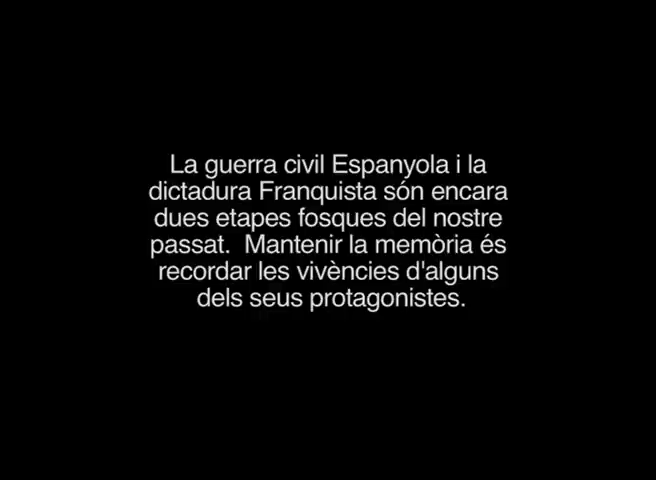 La guerra civil Espanyola i la
dictadura Franquista són encara
dues etapes fosques del nostre
passat.  Mantenir la memòria és
recordar les vivències d'alguns
dels seus protagonistes.